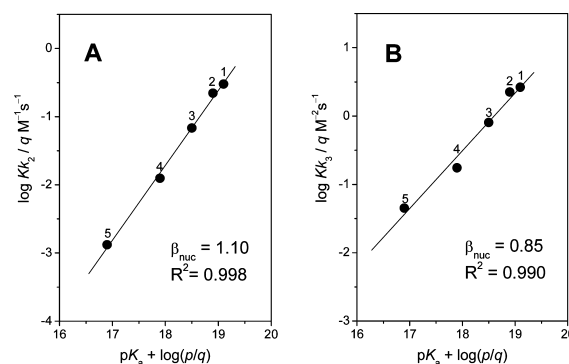 A
log Kk₂ / q M⁻¹s⁻¹
0
-1
-2
-3
-4
1
2
3
4
5
βnuc = 1.10
R² = 0.998
16 17 18 19 20
pKₐ + log(p/q)
B
log Kk₃ / q M⁻²s⁻¹
1
0
-1
-2
-3
1
2
3
4
5
βnuc = 0.85
R² = 0.990
16 17 18 19 20
pKₐ + log(p/q)